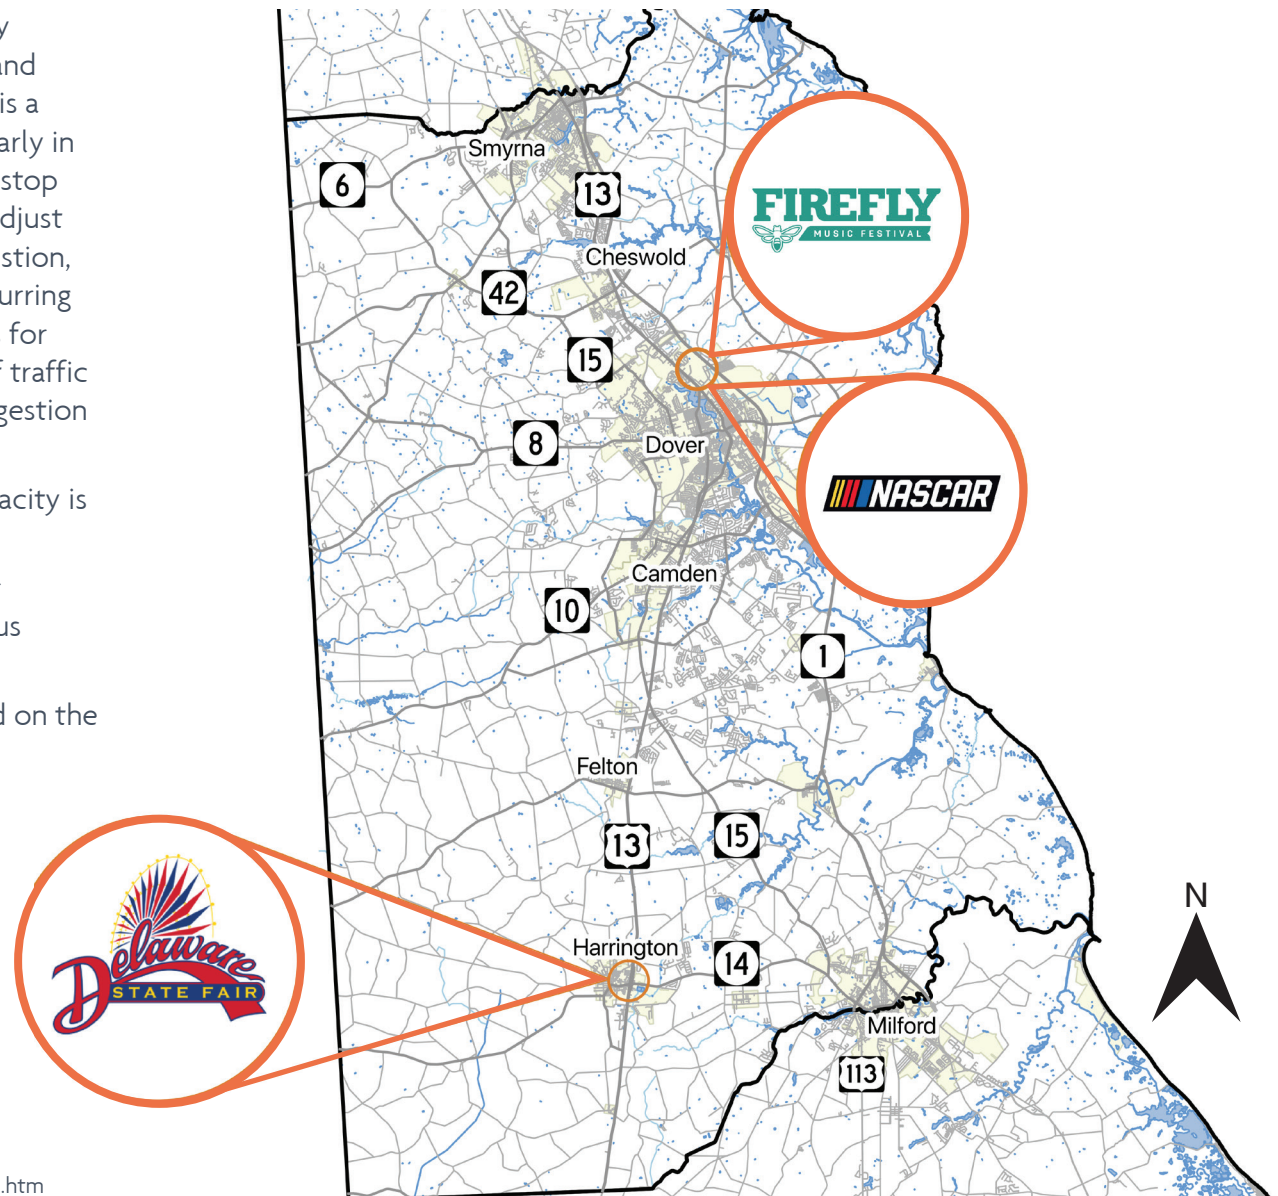 y
and
is a
arly in
stop
djust
stion,
urring
for
f traffic
gestion
acity is
us
d on the
.htm
Smyrna
6
13
FIREFLY
MUSIC FESTIVAL
Cheswold
42
15
8
Dover
NASCAR
Camden
10
1
Felton
13
15
Delaware
STATE FAIR
Harrington
14
N
Milford
113